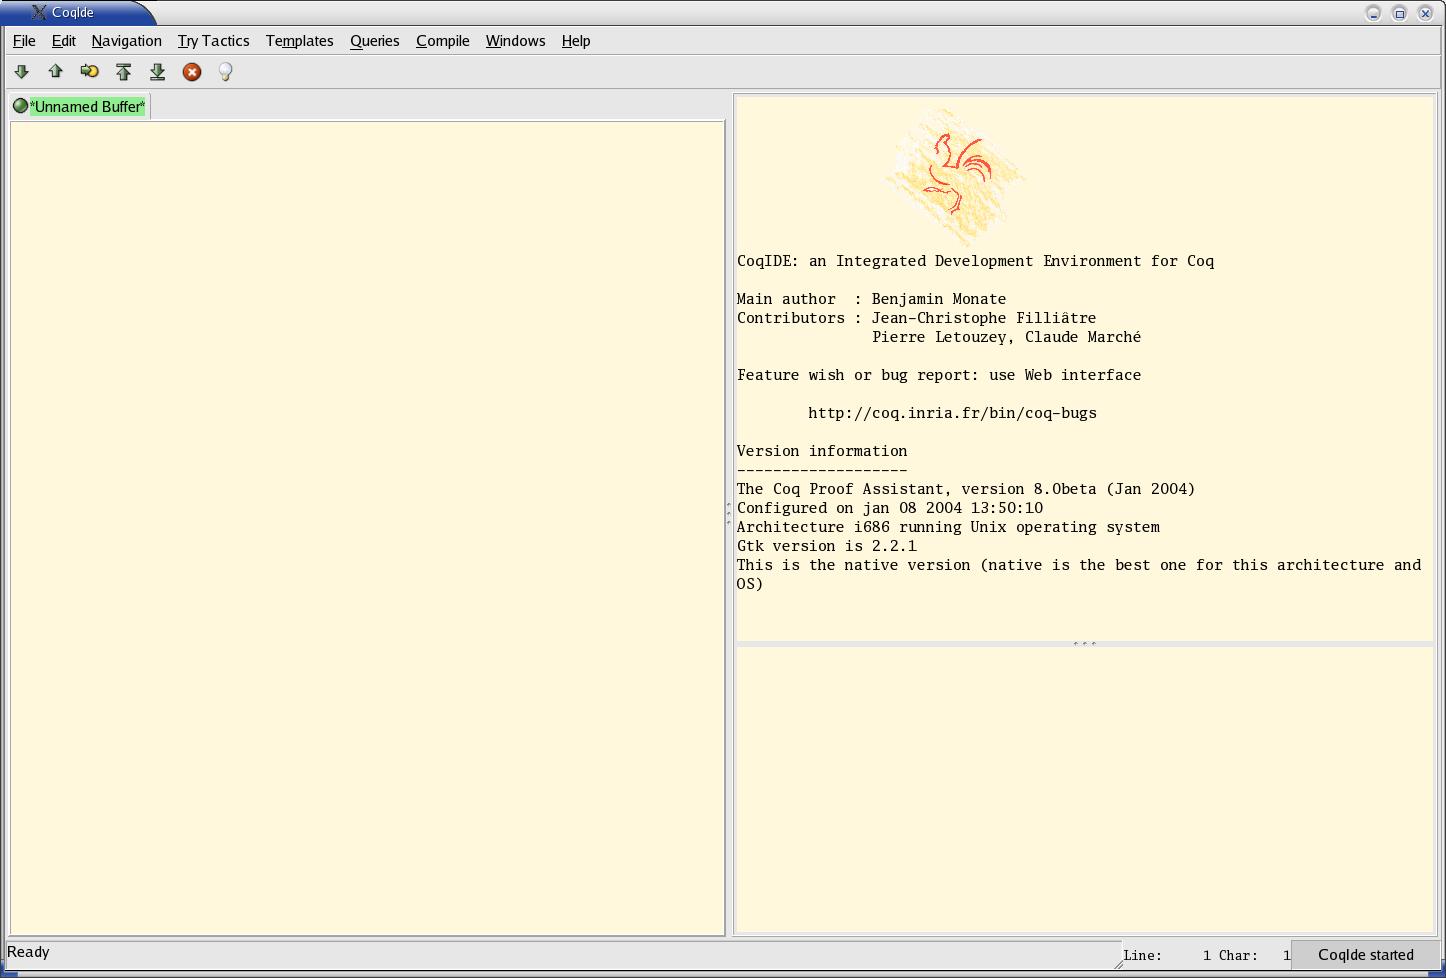 CoqIde
File Edit Navigation Try Tactics Templates Queries Compile Windows Help
*Unnamed Buffer*
CoqIDE: an Integrated Development Environment for Coq
Main author  : Benjamin Monate
Contributors : Jean-Christophe Filliâtre
Pierre Letouzey, Claude Marché
Feature wish or bug report: use Web interface
http://coq.inria.fr/bin/coq-bugs
Version information
-------------------
The Coq Proof Assistant, version 8.0beta (Jan 2004)
Configured on jan 08 2004 13:50:10
Architecture i686 running Unix operating system
Gtk version is 2.2.1
This is the native version (native is the best one for this architecture and
OS)
Ready
Line: 1 Char: 1
CoqIde started